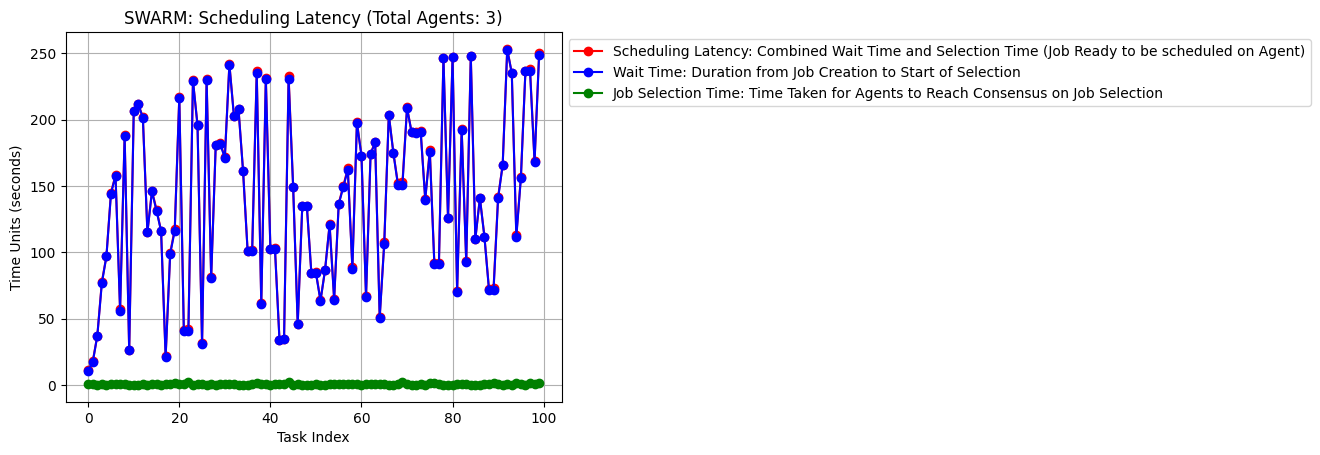 SWARM: Scheduling Latency (Total Agents: 3)
Scheduling Latency: Combined Wait Time and Selection Time (Job Ready to be scheduled on Agent)
Wait Time: Duration from Job Creation to Start of Selection
Job Selection Time: Time Taken for Agents to Reach Consensus on Job Selection
Time Units (seconds)
250
200
150
100
50
0
0 20 40 60 80 100
Task Index